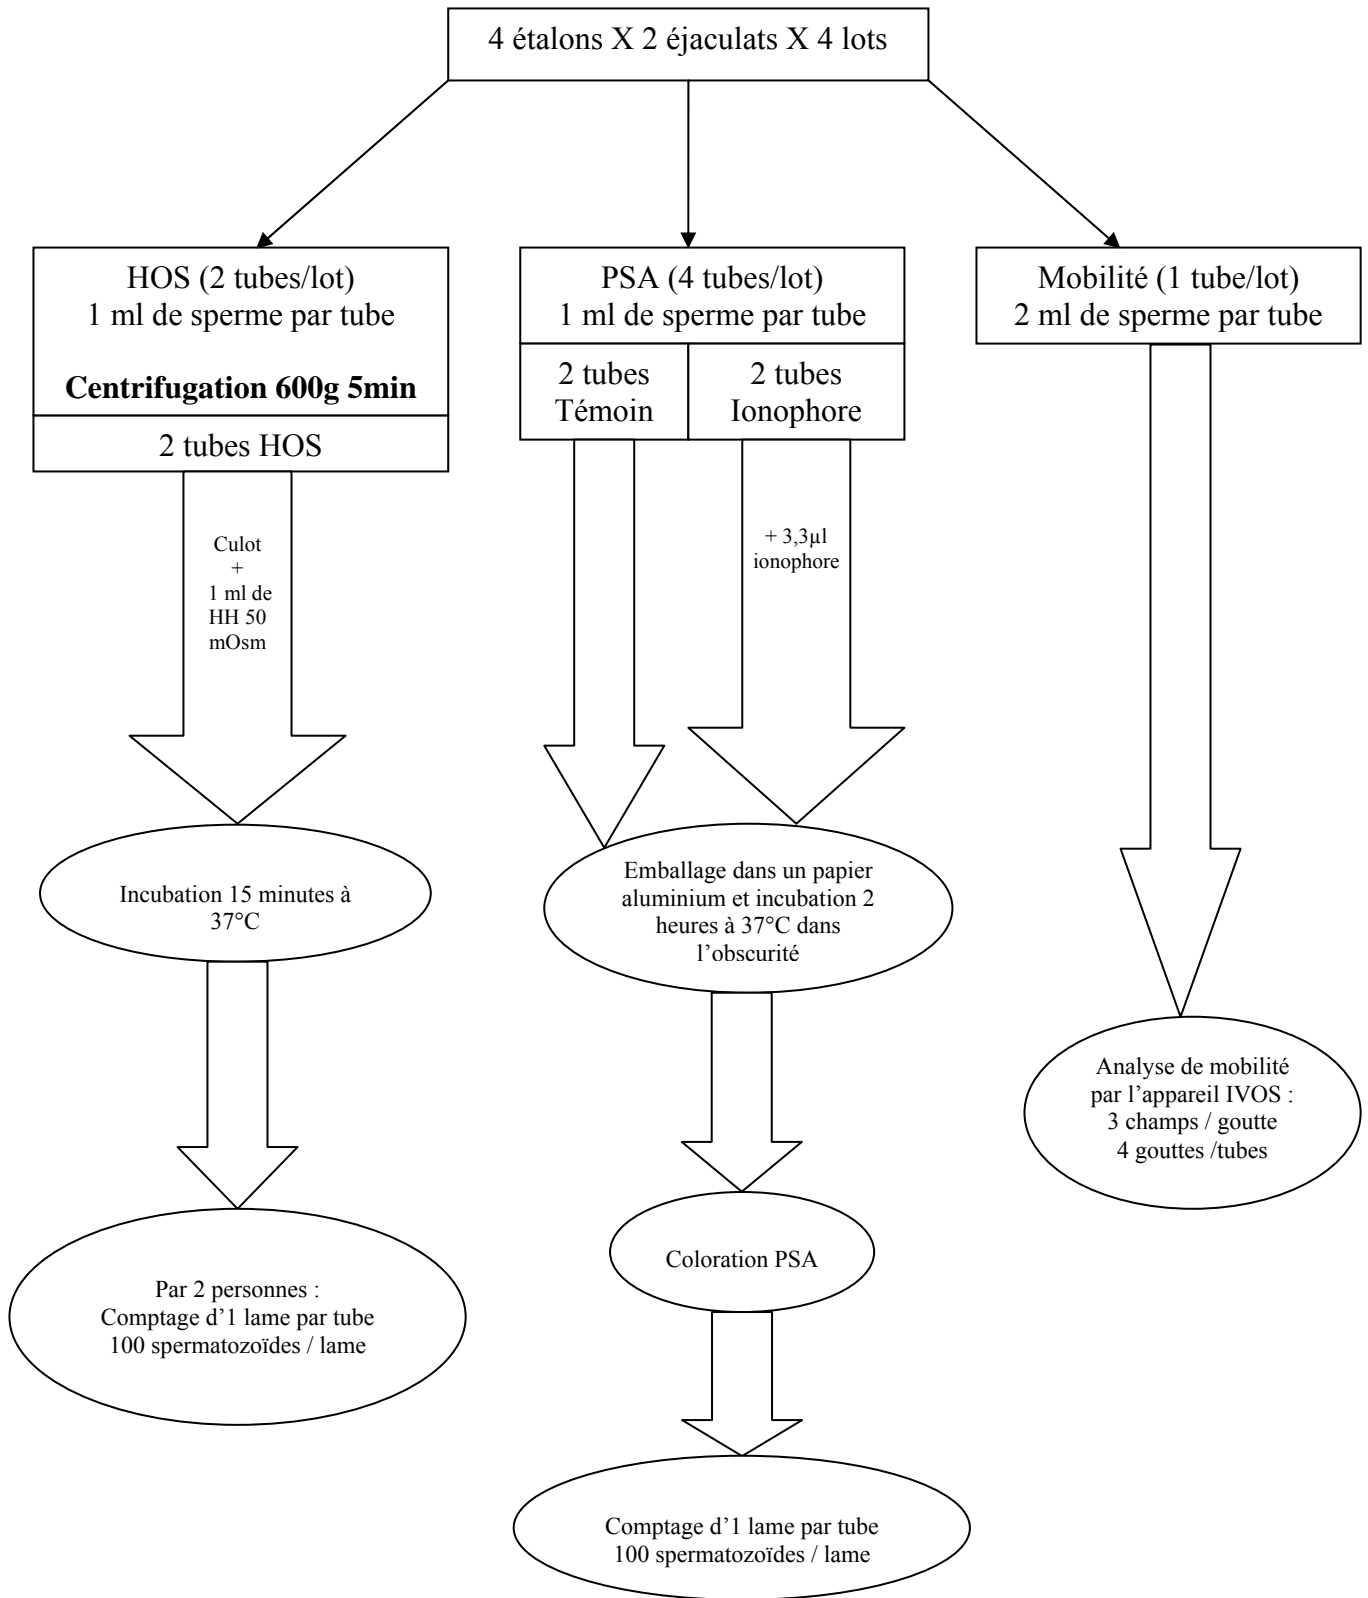 4 étalons X 2 éjaculats X 4 lots
HOS (2 tubes/lot)
1 ml de sperme par tube
Centrifugation 600g 5min
2 tubes HOS
PSA (4 tubes/lot)
1 ml de sperme par tube
2 tubes
Témoin
2 tubes
Ionophore
Mobilité (1 tube/lot)
2 ml de sperme par tube
Culot
+
1 ml de
HH 50
mOsm
+ 3,3µl
ionophore
Incubation 15 minutes à
37°C
Emballage dans un papier
aluminium et incubation 2
heures à 37°C dans
l’obscurité
Analyse de mobilité
par l’appareil IVOS :
3 champs / goutte
4 gouttes /tubes
Par 2 personnes :
Comptage d’1 lame par tube
100 spermatozoïdes / lame
Coloration PSA
Comptage d’1 lame par tube
100 spermatozoïdes / lame